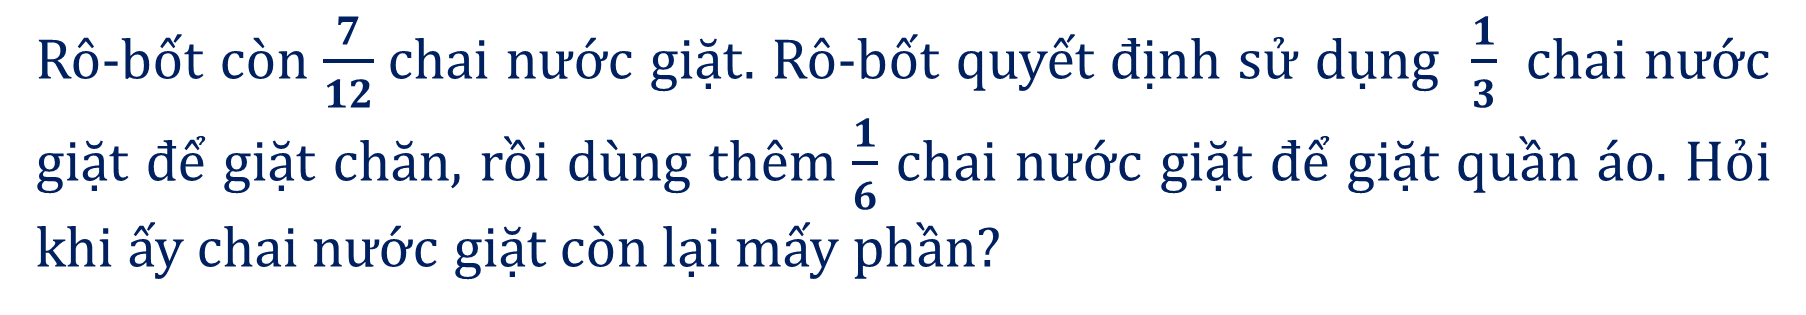 Rô-bốt còn 7/12 chai nước giặt. Rô-bốt quyết định sử dụng 1/3 chai nước
giặt để giặt chăn, rồi dùng thêm 1/6 chai nước giặt để giặt quần áo. Hỏi
khi ấy chai nước giặt còn lại mấy phần?